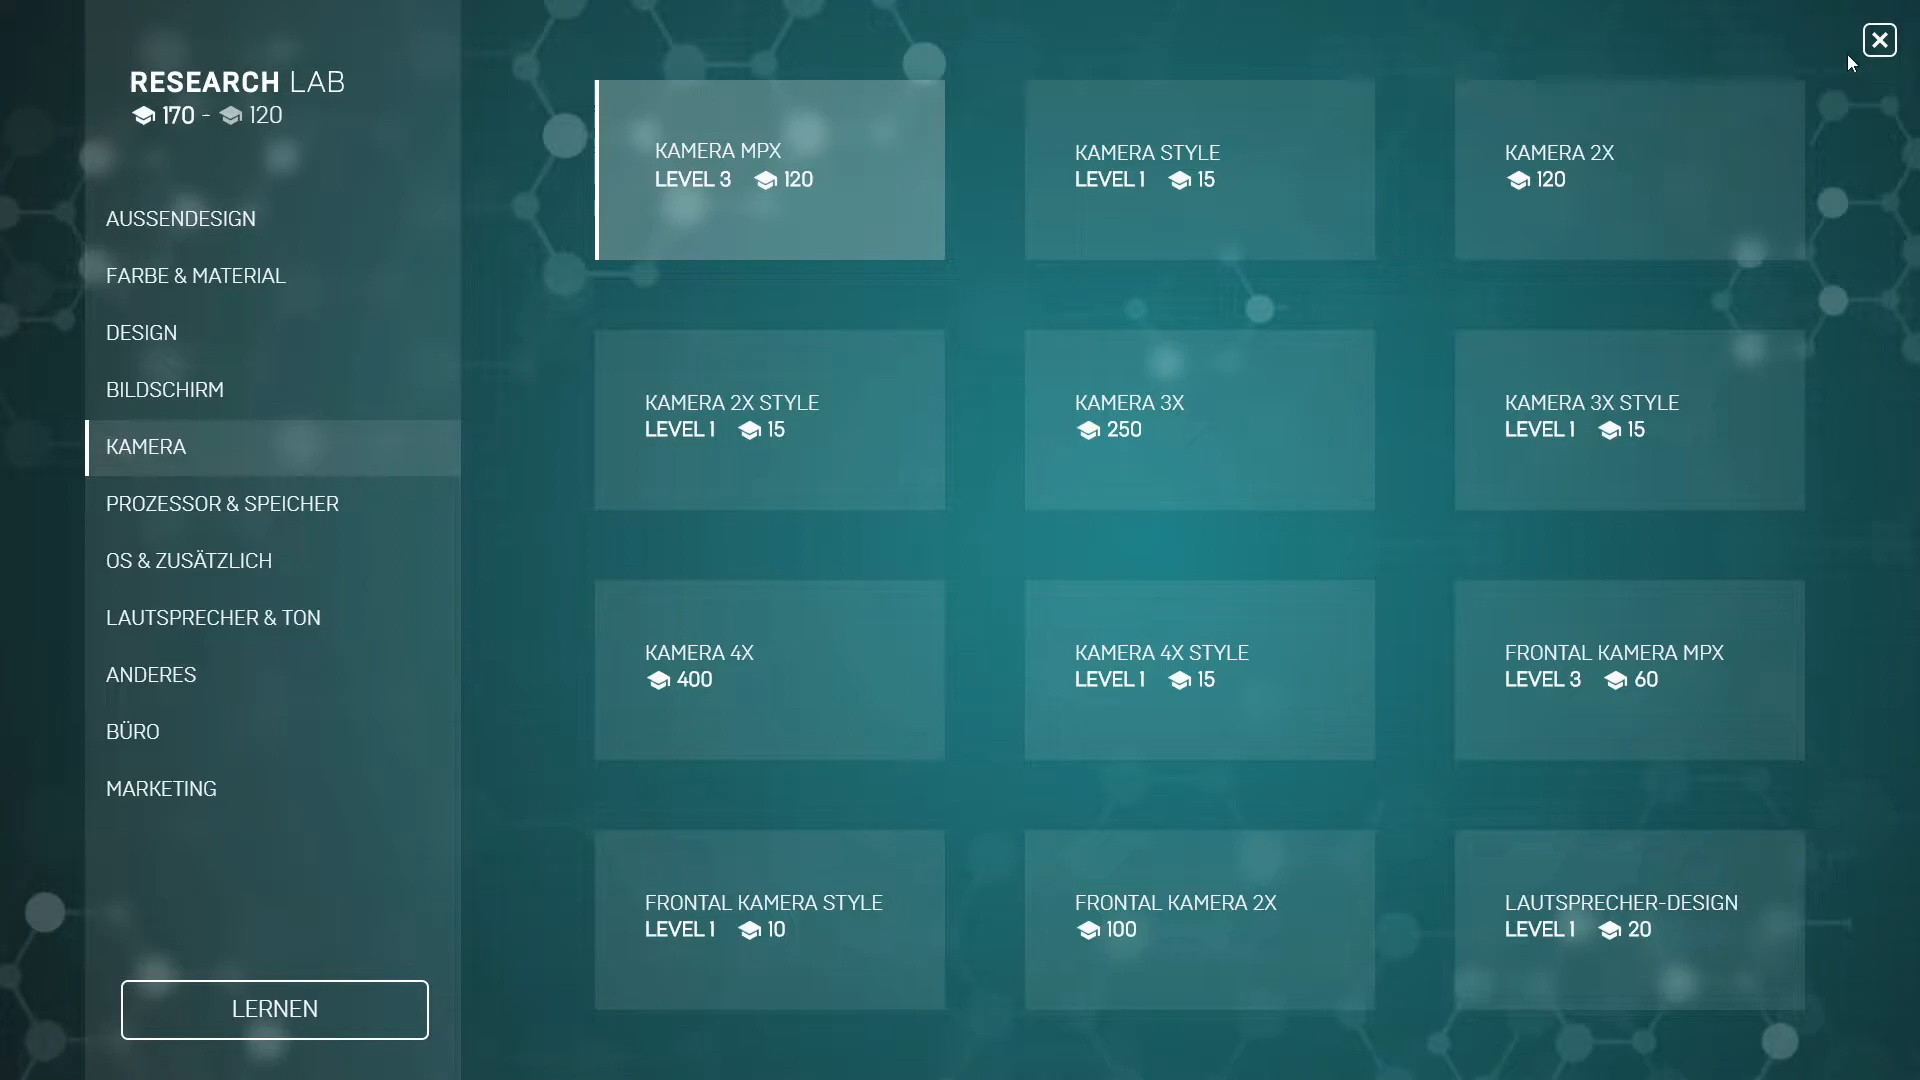 RESEARCH LAB
170 - 120
AUSSENDESIGN
FARBE & MATERIAL
DESIGN
BILDSCHIRM
KAMERA
PROZESSOR & SPEICHER
OS & ZUSÄTZLICH
LAUTSPRECHER & TON
ANDERES
BÜRO
MARKETING
LERNEN
KAMERA MPX
LEVEL 3 120
KAMERA STYLE
LEVEL 1 15
KAMERA 2X
120
KAMERA 2X STYLE
LEVEL 1 15
KAMERA 3X
250
KAMERA 3X STYLE
LEVEL 1 15
KAMERA 4X
400
KAMERA 4X STYLE
LEVEL 1 15
FRONTAL KAMERA MPX
LEVEL 3 60
FRONTAL KAMERA STYLE
LEVEL 1 10
FRONTAL KAMERA 2X
100
LAUTSPRECHER-DESIGN
LEVEL 1 20